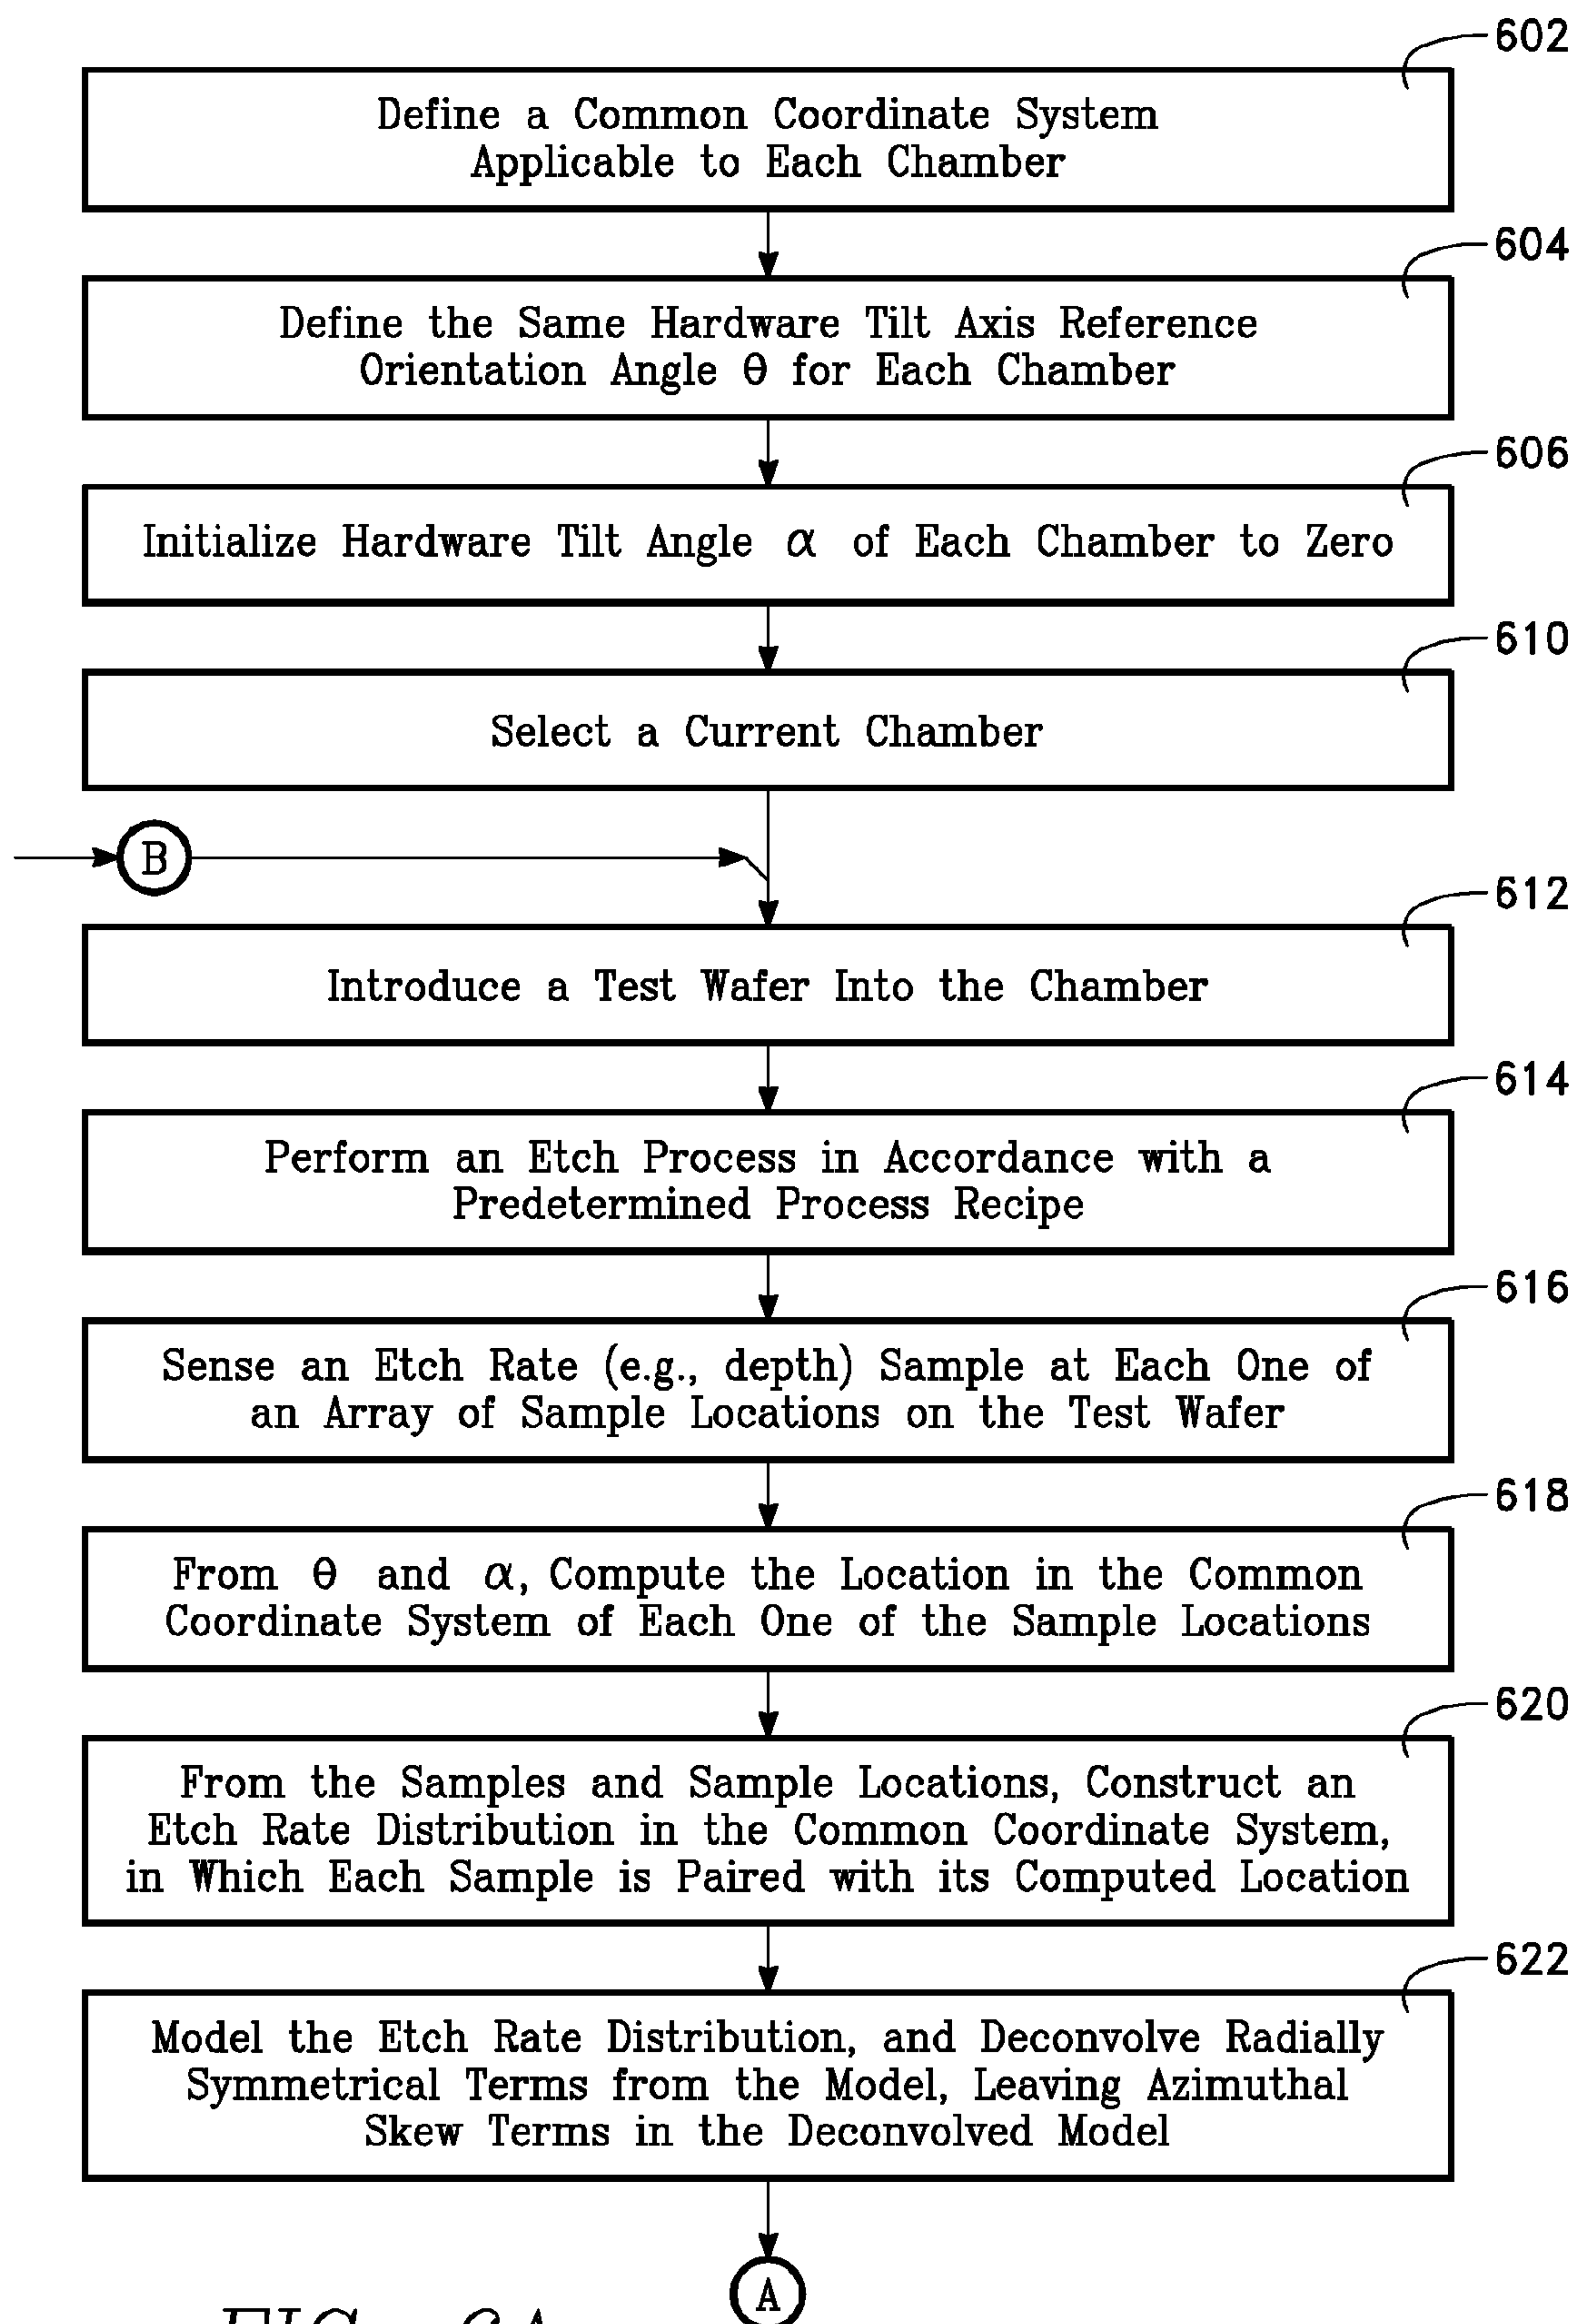 602
Define a Common Coordinate System
Applicable to Each Chamber
604
Define the Same Hardware Tilt Axis Reference
Orientation Angle θ for Each Chamber
606
Initialize Hardware Tilt Angle α of Each Chamber to Zero
610
Select a Current Chamber
B
612
Introduce a Test Wafer Into the Chamber
614
Perform an Etch Process in Accordance with a
Predetermined Process Recipe
616
Sense an Etch Rate (e.g., depth) Sample at Each One of
an Array of Sample Locations on the Test Wafer
618
From θ and α, Compute the Location in the Common
Coordinate System of Each One of the Sample Locations
620
From the Samples and Sample Locations, Construct an
Etch Rate Distribution in the Common Coordinate System,
in Which Each Sample is Paired with its Computed Location
622
Model the Etch Rate Distribution, and Deconvolve Radially
Symmetrical Terms from the Model, Leaving Azimuthal
Skew Terms in the Deconvolved Model
A